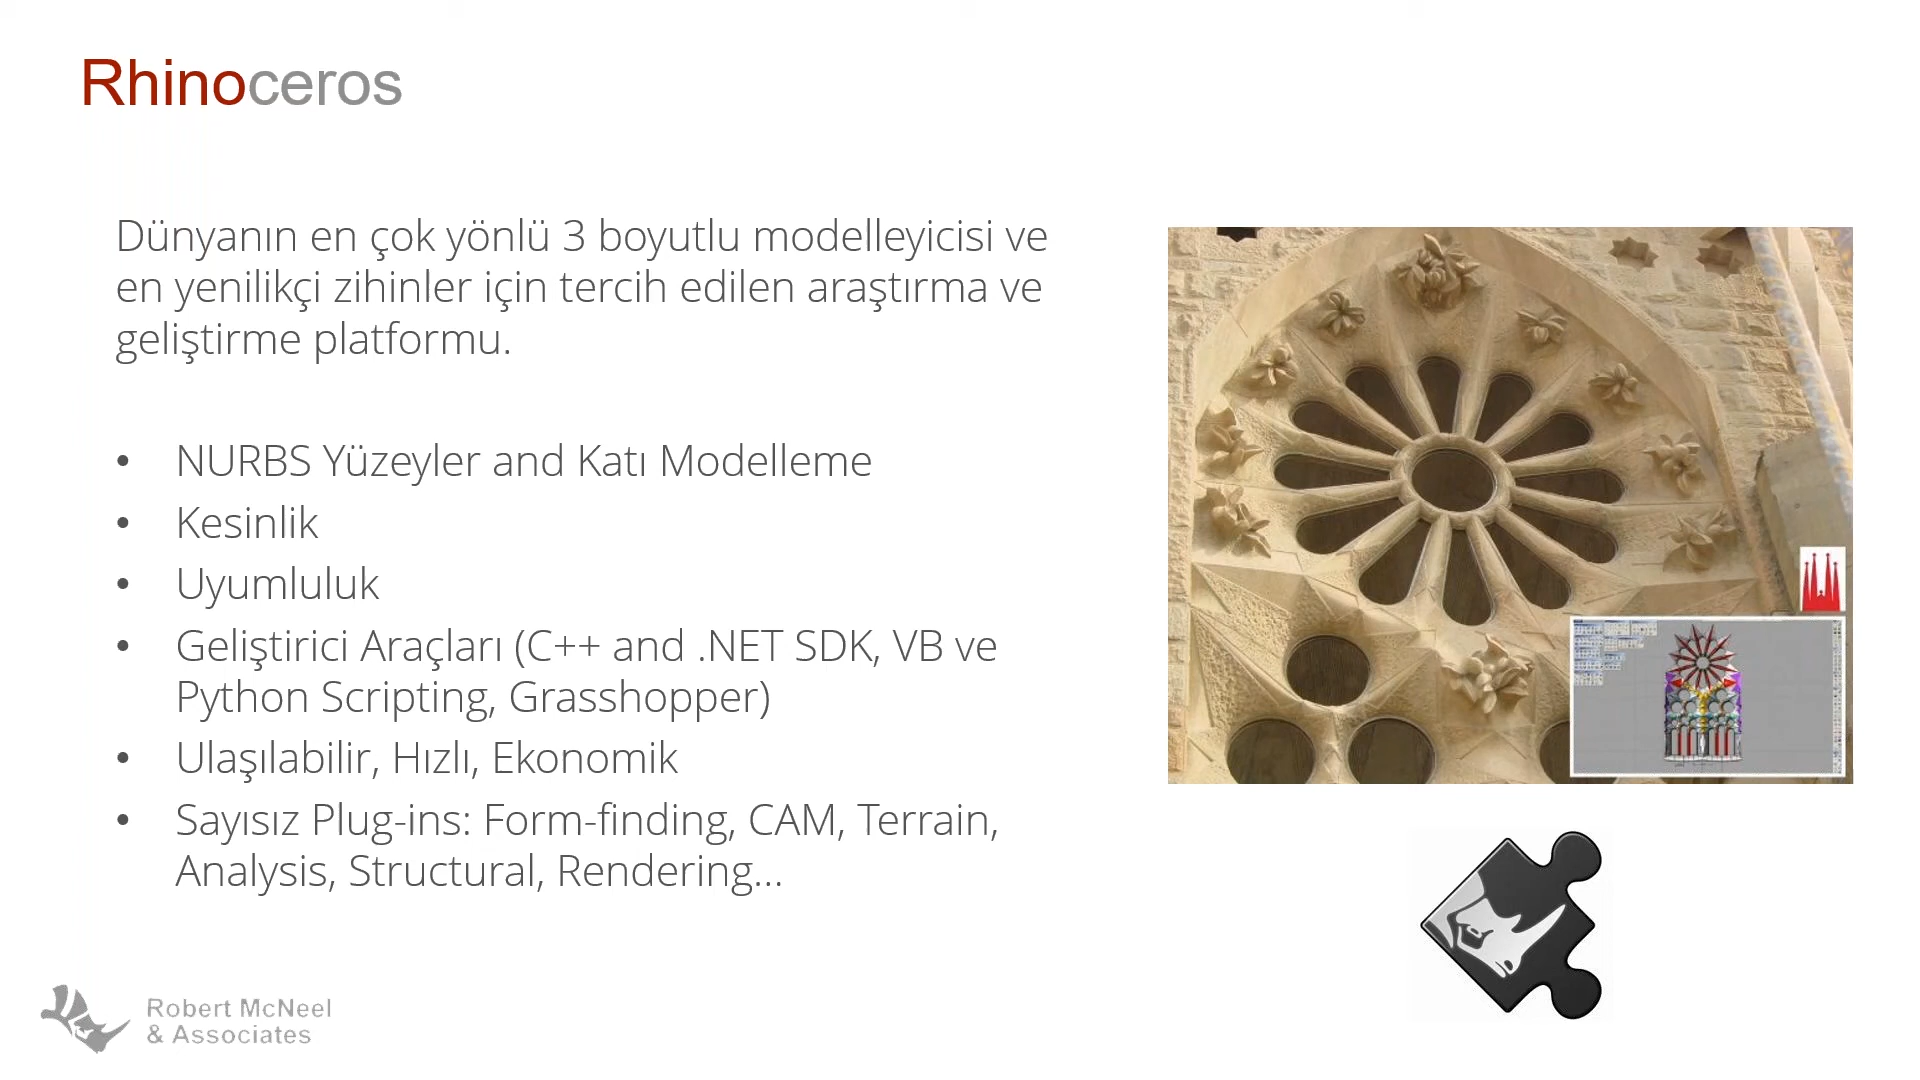 Rhinoceros
Dünyanın en çok yönlü 3 boyutlu modelleyicisi ve
en yenilikçi zihinler için tercih edilen araştırma ve
geliştirme platformu.
• NURBS Yüzeyler and Katı Modelleme
• Kesinlik
• Uyumluluk
• Geliştirici Araçları (C++ and .NET SDK, VB ve
Python Scripting, Grasshopper)
• Ulaşılabilir, Hızlı, Ekonomik
• Sayısız Plug-ins: Form-finding, CAM, Terrain,
Analysis, Structural, Rendering...
Robert McNeel
& Associates